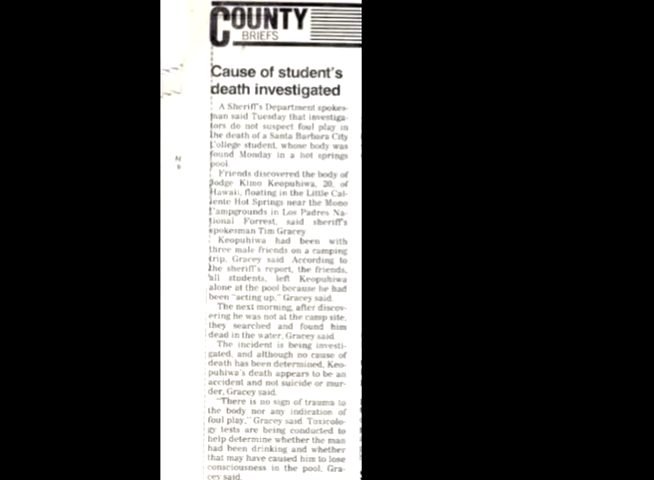 COUNTY
BRIEFS
Cause of student's
death investigated
A Sheriff's Department spokes-
man said Tuesday that investiga-
tors do not suspect foul play in
the death of a Santa Barbara City
College student, whose body was
found Monday in a hot springs
pool.
Friends discovered the body of
Dodge Kimo Keopuhiwa, 20, of
Hawaii, floating in the Little Cal-
iente Hot Springs near the Mono
Campgrounds in Los Padres Na-
tional Forrest, said sheriff's
spokesman Tim Gracey
Keopuhiwa had been with
three male friends on a camping
trip, Gracey said. According to
the sheriff's report, the friends,
all students, left Keopuhiwa
alone at the pool because he had
been "acting up," Gracey said.
The next morning, after discov-
ering he was not at the camp site,
they searched and found him
dead in the water, Gracey said.
The incident is being investi-
gated, and although no cause of
death has been determined, Keo-
puhiwa's death appears to be an
accident and not suicide or mur-
der, Gracey said.
"There is no sign of trauma to
the body nor any indication of
foul play," Gracey said. Toxicolo-
gy tests are being conducted to
help determine whether the man
had been drinking and whether
that may have caused him to lose
consciousness in the pool, Gra-
cey said.